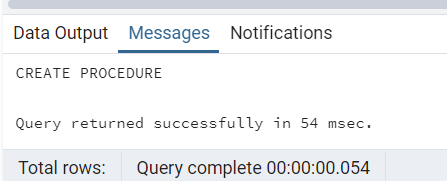 Data Output Messages Notifications
CREATE PROCEDURE
Query returned successfully in 54 msec.
Total rows: Query complete 00:00:00.054